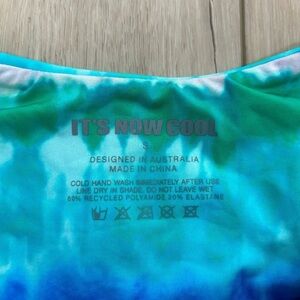 IT'S NOW COOL
S
DESIGNED IN AUSTRALIA
MADE IN CHINA
COLD HAND WASH IMMEDIATELY AFTER USE
LINE DRY IN SHADE. DO NOT LEAVE WET
80% RECYCLED POLYAMIDE 20% ELASTANE